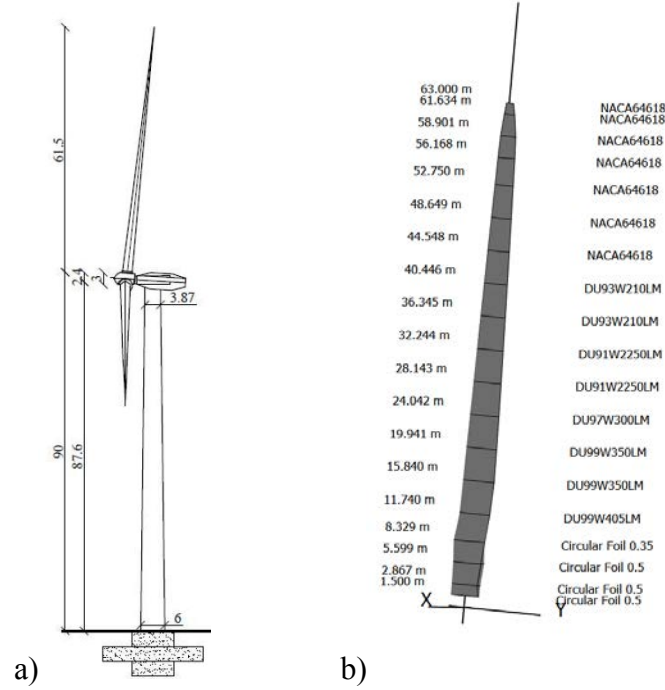 61.5
2.4
3
3.87
90
87.6
6
a)
63.000 m
61.634 m
58.901 m
56.168 m
52.750 m
48.649 m
44.548 m
40.446 m
36.345 m
32.244 m
28.143 m
24.042 m
19.941 m
15.840 m
11.740 m
8.329 m
5.599 m
2.867 m
1.500 m
NACA64618
NACA64618
NACA64618
NACA64618
NACA64618
NACA64618
NACA64618
DU93W210LM
DU93W210LM
DU91W2250LM
DU91W2250LM
DU97W300LM
DU99W350LM
DU99W350LM
DU99W405LM
Circular Foil 0.35
Circular Foil 0.5
Circular Foil 0.5
Circular Foil 0.5
X
Y
b)